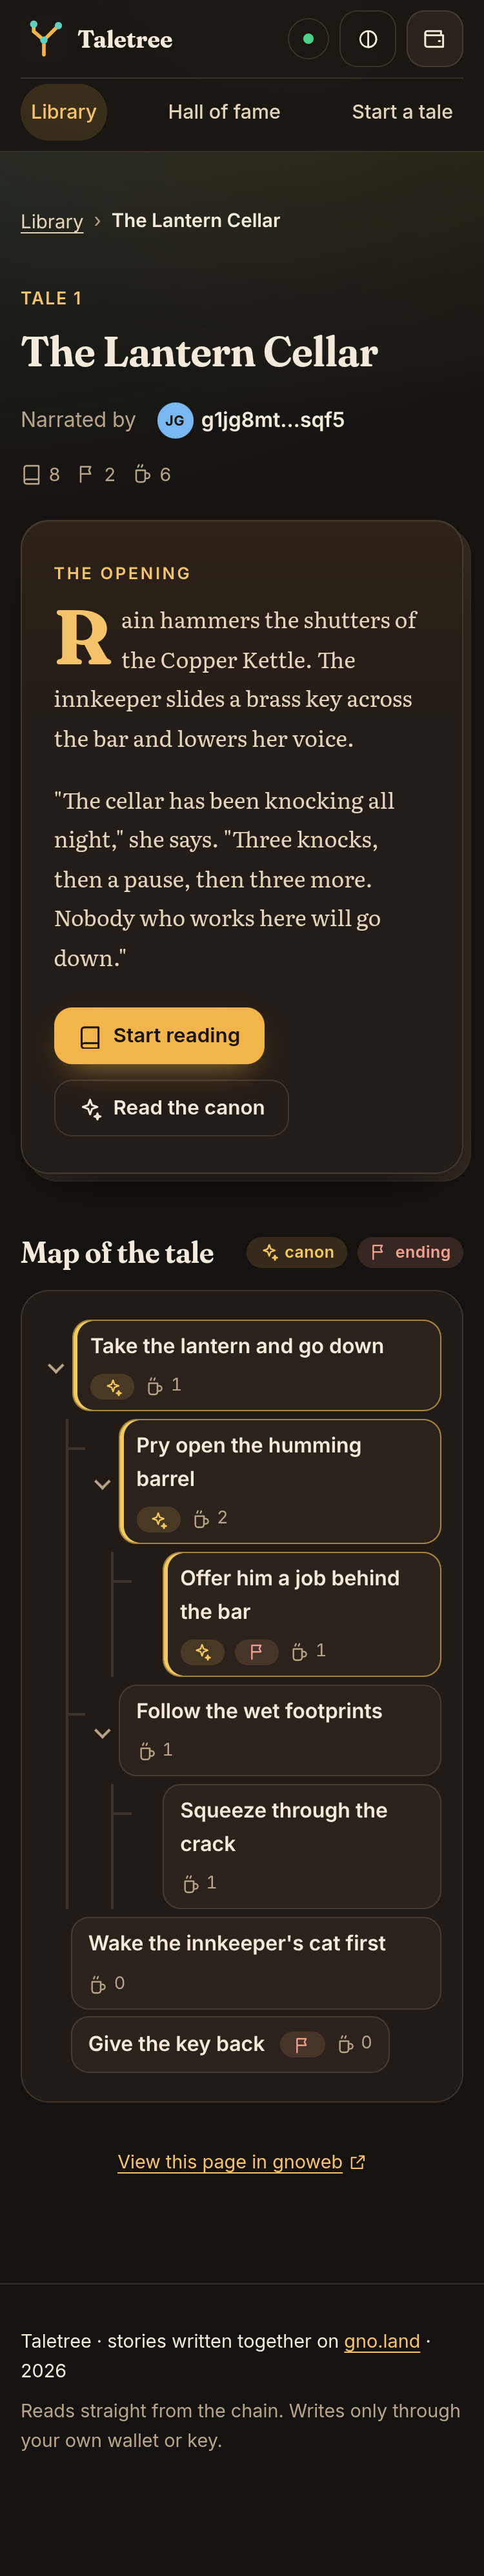 Taletree
Library
Hall of fame
Start a tale
Library › The Lantern Cellar
TALE 1
The Lantern Cellar
Narrated by JG g1jg8mt…sqf5
8 2 6
THE OPENING
Rain hammers the shutters of
the Copper Kettle. The
innkeeper slides a brass key across
the bar and lowers her voice.
"The cellar has been knocking all
night," she says. "Three knocks,
then a pause, then three more.
Nobody who works here will go
down."
Start reading
Read the canon
Map of the tale canon ending
Take the lantern and go down
1
Pry open the humming
barrel
2
Offer him a job behind
the bar
1
Follow the wet footprints
1
Squeeze through the
crack
1
Wake the innkeeper's cat first
0
Give the key back 0
View this page in gnoweb
Taletree · stories written together on gno.land ·
2026
Reads straight from the chain. Writes only through
your own wallet or key.